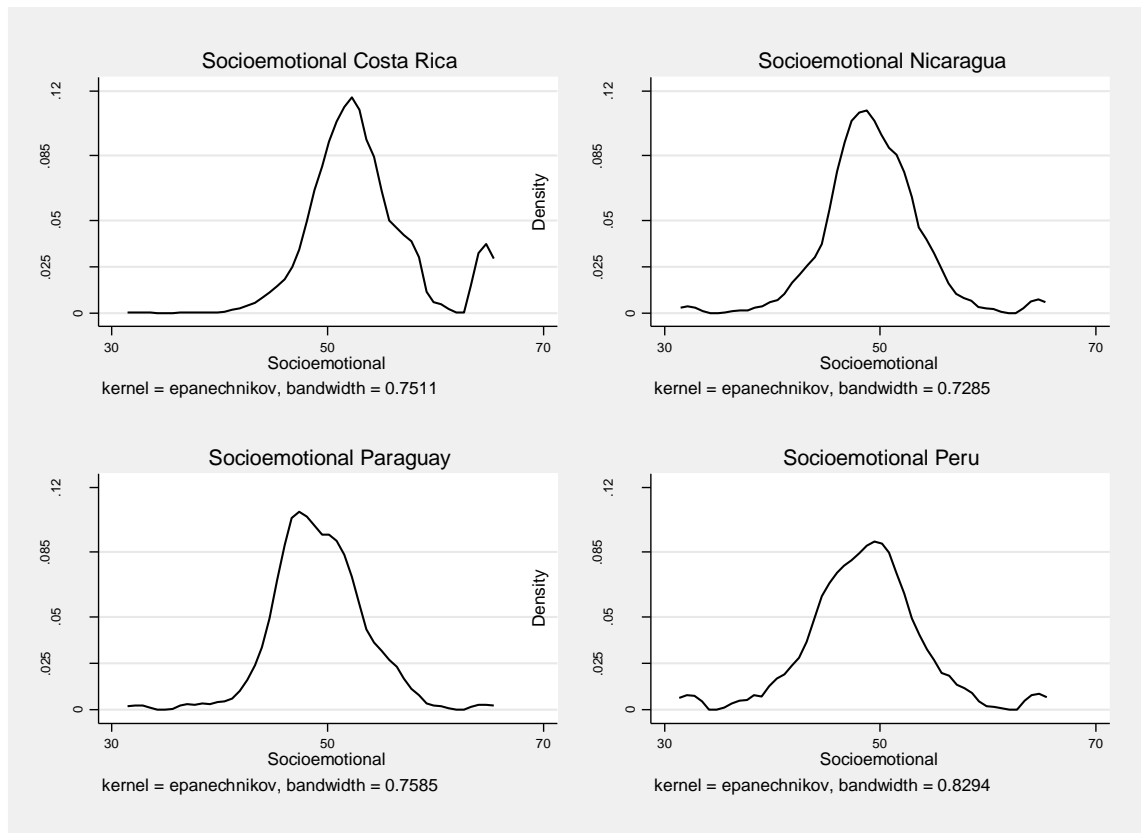 Socioemotional Costa Rica
.12
.085
.05
.025
0
30 50 70
Socioemotional
kernel = epanechnikov, bandwidth = 0.7511
Socioemotional Nicaragua
Density
.12
.085
.05
.025
0
30 50 70
Socioemotional
kernel = epanechnikov, bandwidth = 0.7285
Socioemotional Paraguay
.12
.085
.05
.025
0
30 50 70
Socioemotional
kernel = epanechnikov, bandwidth = 0.7585
Socioemotional Peru
Density
.12
.085
.05
.025
0
30 50 70
Socioemotional
kernel = epanechnikov, bandwidth = 0.8294